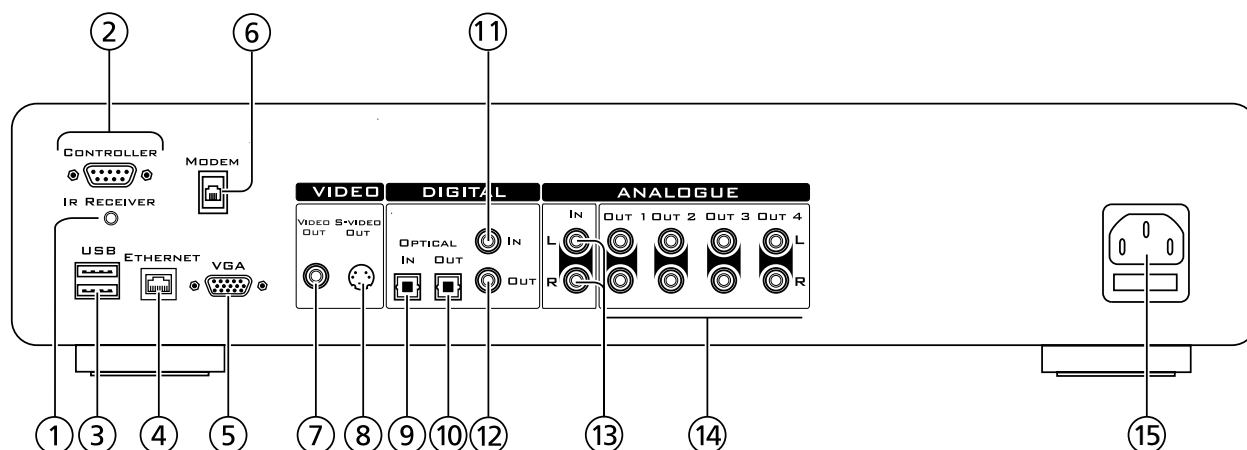 2 6 11
CONTROLLER
MODEM
VIDEO DIGITAL ANALOGUE
IR RECEIVER
VIDEO OUT S-VIDEO OUT
OPTICAL
IN OUT
IN
OUT
IN OUT 1 OUT 2 OUT 3 OUT 4
L L
R R
USB ETHERNET VGA
1 3 4 5 7 8 9 10 12 13 14 15